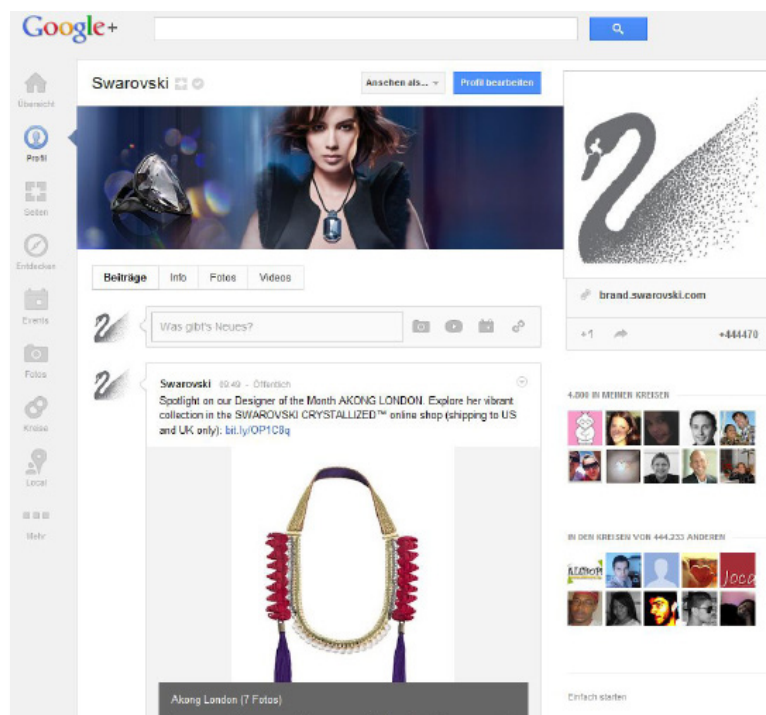 Google+
Swarovski
Ansehen als...
Profil bearbeiten
Übersicht
Profil
Seiten
Entdecken
Events
Fotos
Kreise
Local
Mehr
Beiträge Info Fotos Videos
Was gibt's Neues?
Swarovski 09:49 - Öffentlich
Spotlight on our Designer of the Month AKONG LONDON. Explore her vibrant
collection in the SWAROVSKI CRYSTALLIZED™ online shop (shipping to US
and UK only): bit.ly/OP1C8q
Akong London (7 Fotos)
brand.swarovski.com
+1
+444470
4.000 IN MEINEN KREISEN
IN DEN KREISEN VON 444.233 ANDEREN
Joca
Einfach starten